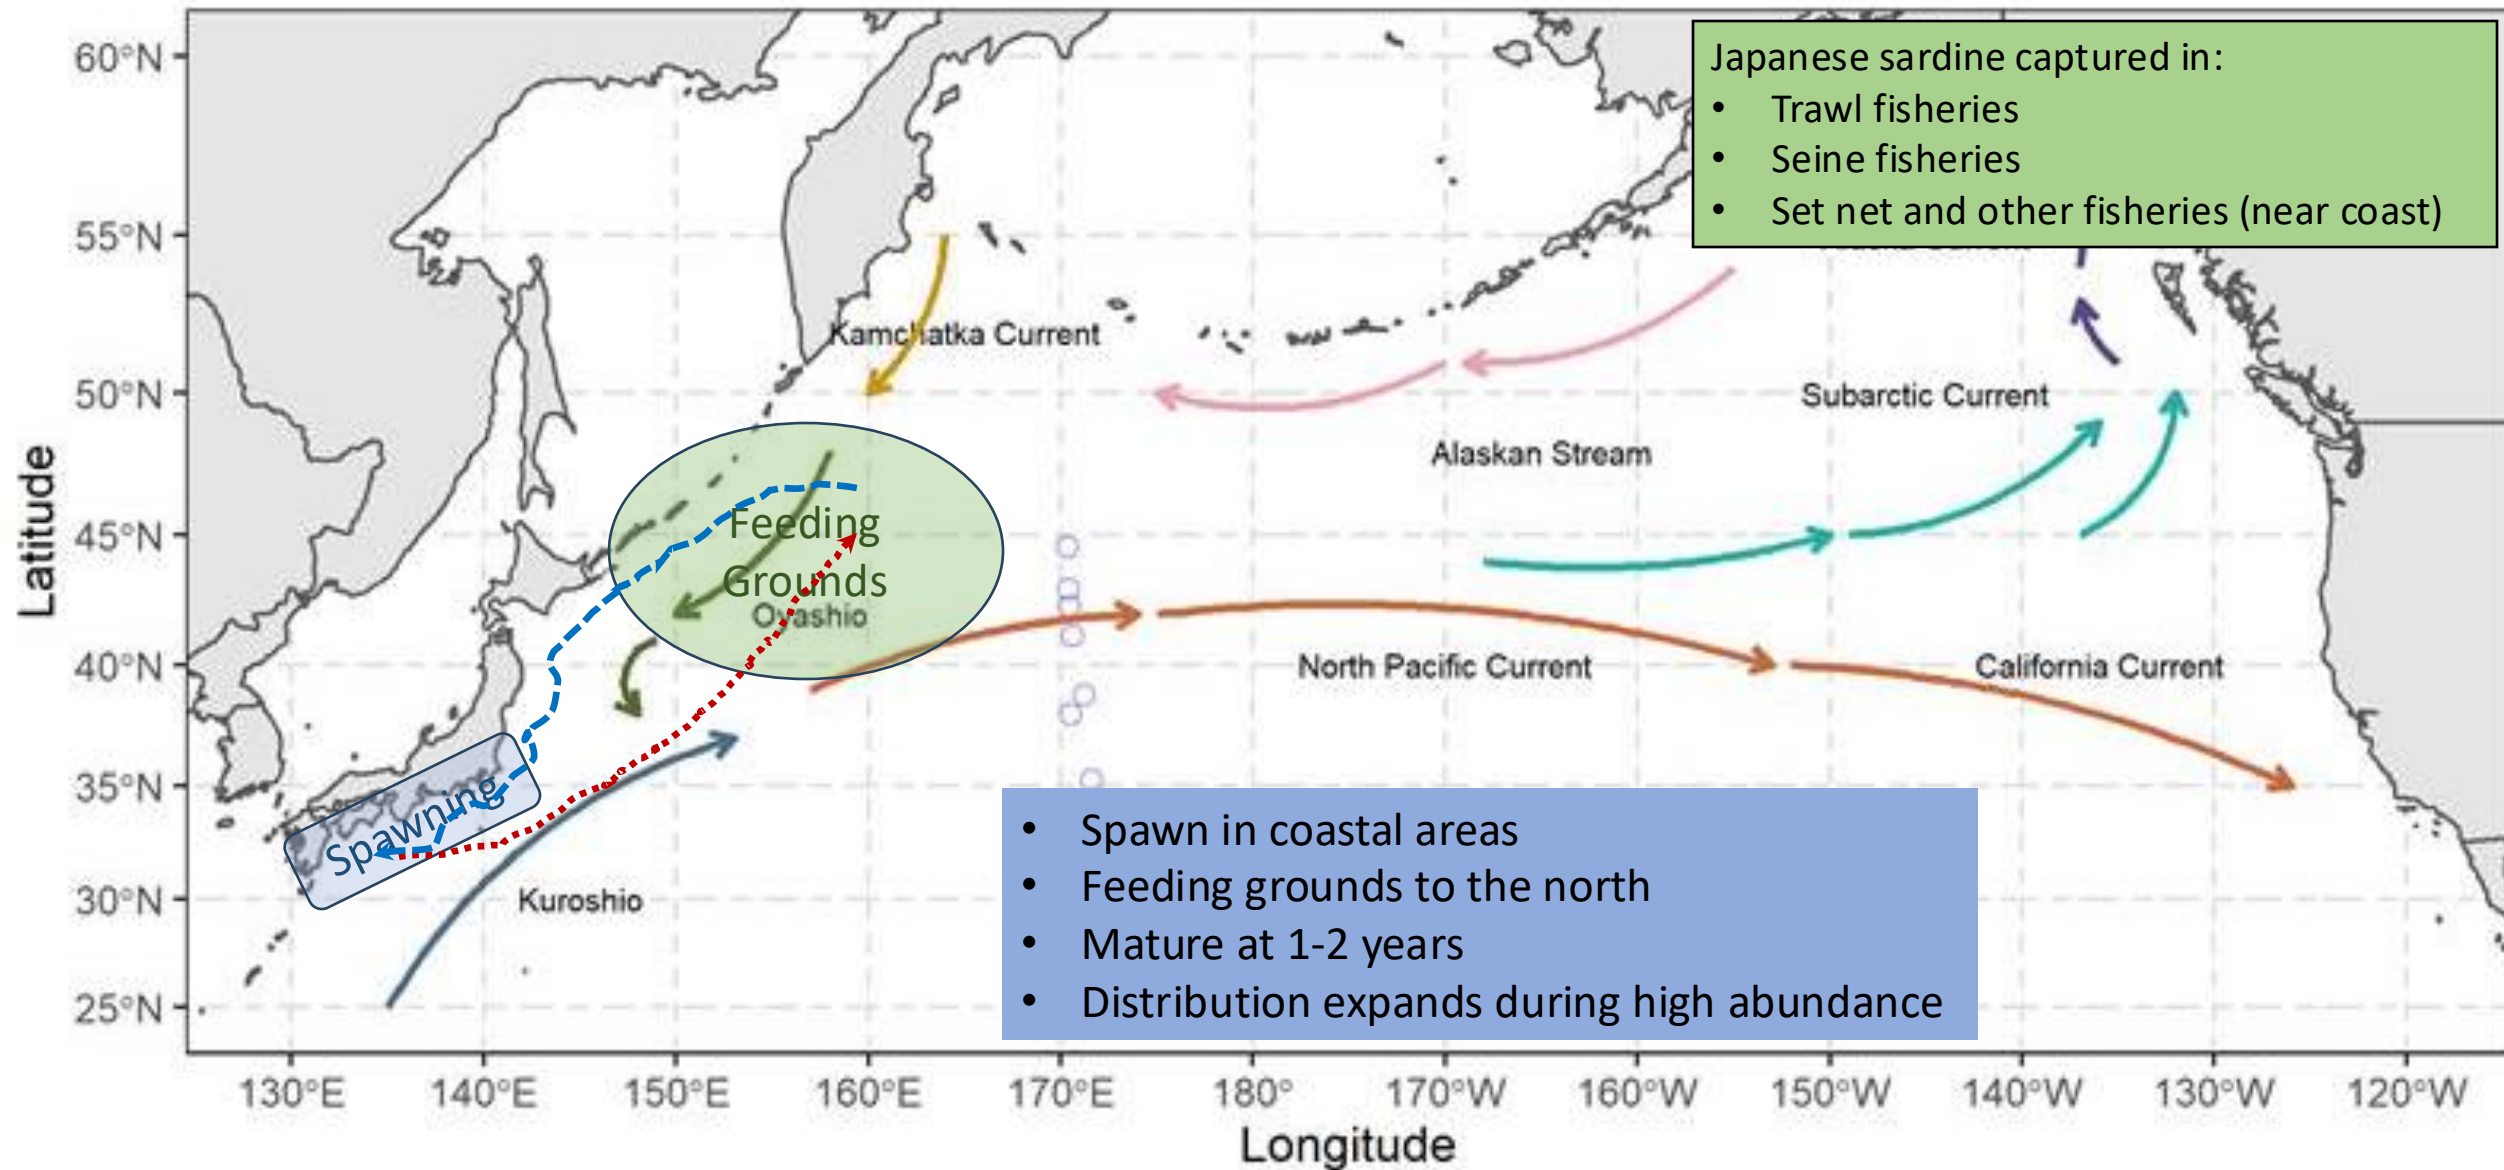 60°N
55°N
50°N
45°N
40°N
35°N
30°N
25°N
Latitude
Japanese sardine captured in:
• Trawl fisheries
• Seine fisheries
• Set net and other fisheries (near coast)
Kamchatka Current
Subarctic Current
Alaskan Stream
Feeding
Grounds
Oyashio
North Pacific Current
California Current
Spawning
Kuroshio
• Spawn in coastal areas
• Feeding grounds to the north
• Mature at 1-2 years
• Distribution expands during high abundance
130°E
140°E
150°E
160°E
170°E
180°
170°W
160°W
150°W
140°W
130°W
120°W
Longitude